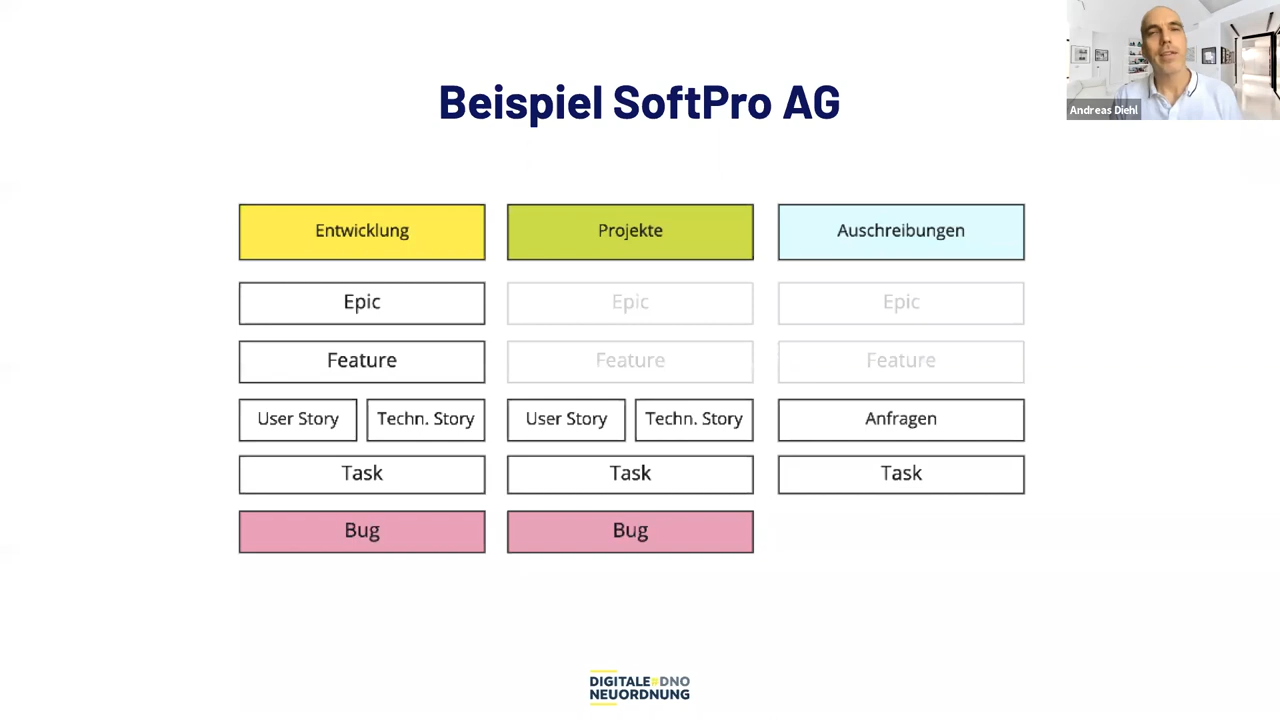 Andreas Diehl
Beispiel SoftPro AG
Entwicklung Projekte Auschreibungen
Epic Epic Epic
Feature Feature Feature
User Story Techn. Story User Story Techn. Story Anfragen
Task Task Task
Bug Bug
DIGITALE#DNO
NEUORDNUNG